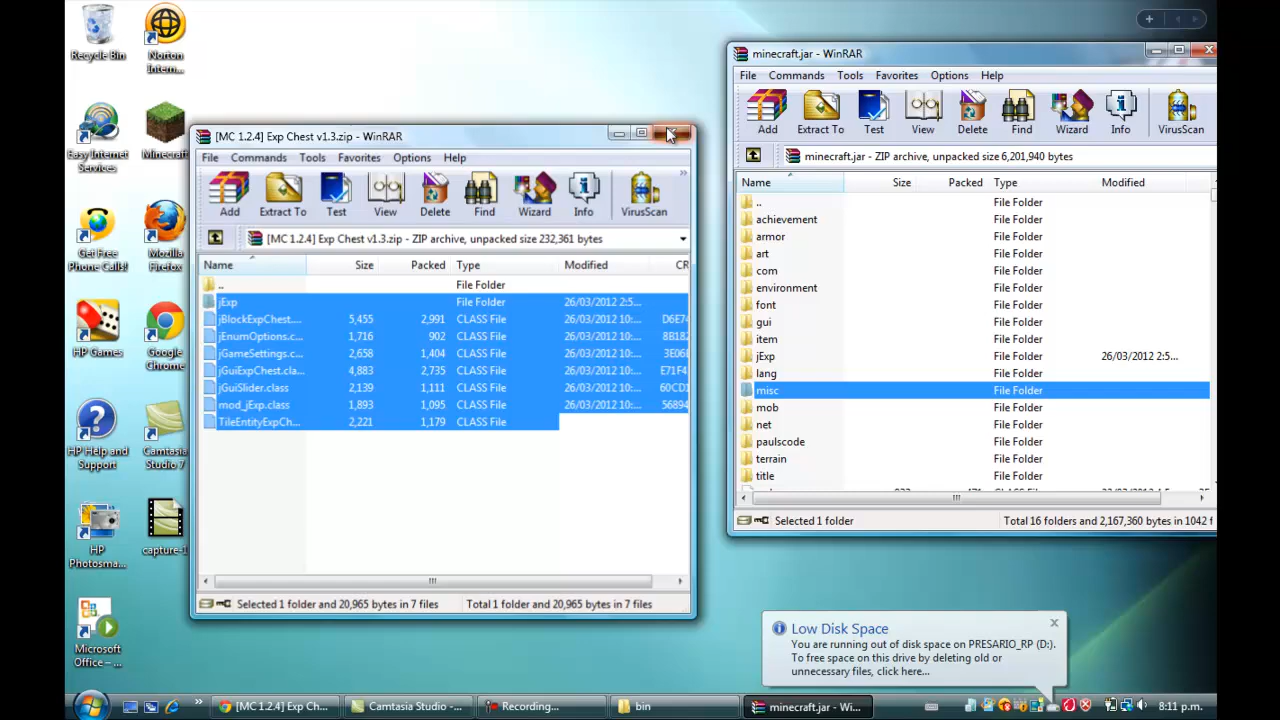 Recycle Bin
Norton
Intern...
Easy Internet
Services
Minecraft
Get Free
Phone Calls!
Mozilla
Firefox
HP Games
Google
Chrome
HP Help and
Support
Camtasia
Studio 7
HP
Photosma...
capture-1
Microsoft
Office – ...
[MC 1.2.4] Exp Chest v1.3.zip - WinRAR
File Commands Tools Favorites Options Help
Add Extract To Test View Delete Find Wizard Info VirusScan
[MC 1.2.4] Exp Chest v1.3.zip - ZIP archive, unpacked size 232,361 bytes
Name Size Packed Type Modified CR
.. File Folder
jExp File Folder 26/03/2012 2:5...
jBlockExpChest.... 5,455 2,991 CLASS File 26/03/2012 10:... D6E74
jEnumOptions.c... 1,716 902 CLASS File 26/03/2012 10:... 8B182
jGameSettings.c... 2,658 1,404 CLASS File 26/03/2012 10:... 3E06
jGuiExpChest.cla... 4,883 2,735 CLASS File 26/03/2012 10:... E71F4
jGuiSlider.class 2,139 1,111 CLASS File 26/03/2012 10:... 60CD1
mod_jExp.class 1,893 1,095 CLASS File 26/03/2012 10:... 56894
TileEntityExpCh... 2,221 1,179 CLASS File
Selected 1 folder and 20,965 bytes in 7 files Total 1 folder and 20,965 bytes in 7 files
minecraft.jar - WinRAR
File Commands Tools Favorites Options Help
Add Extract To Test View Delete Find Wizard Info VirusScan
minecraft.jar - ZIP archive, unpacked size 6,201,940 bytes
Name Size Packed Type Modified
.. File Folder
achievement File Folder
armor File Folder
art File Folder
com File Folder
environment File Folder
font File Folder
gui File Folder
item File Folder
jExp File Folder 26/03/2012 2:5...
lang File Folder
misc File Folder
mob File Folder
net File Folder
paulscode File Folder
terrain File Folder
title File Folder
Selected 1 folder Total 16 folders and 2,167,360 bytes in 1042 f
Low Disk Space
You are running out of disk space on PRESARIO_RP (D:).
To free space on this drive by deleting old or
unnecessary files, click here...
[MC 1.2.4] Exp Ch... Camtasia Studio -... Recording... bin minecraft.jar - Wi... 8:11 p.m.